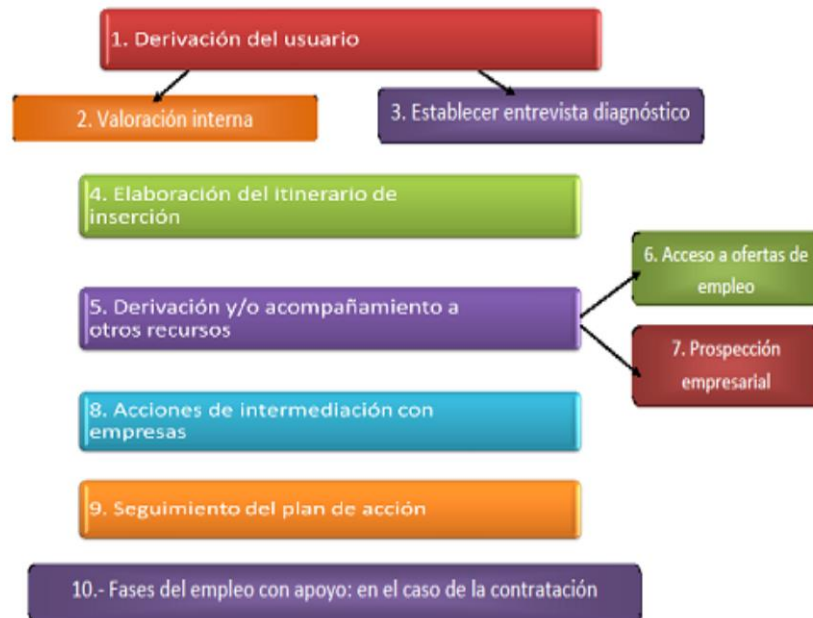 1. Derivación del usuario
2. Valoración interna
3. Establecer entrevista diagnóstico
4. Elaboración del itinerario de
inserción
5. Derivación y/o acompañamiento a
otros recursos
6. Acceso a ofertas de
empleo
7. Prospección
empresarial
8. Acciones de intermediación con
empresas
9. Seguimiento del plan de acción
10.- Fases del empleo con apoyo: en el caso de la contratación